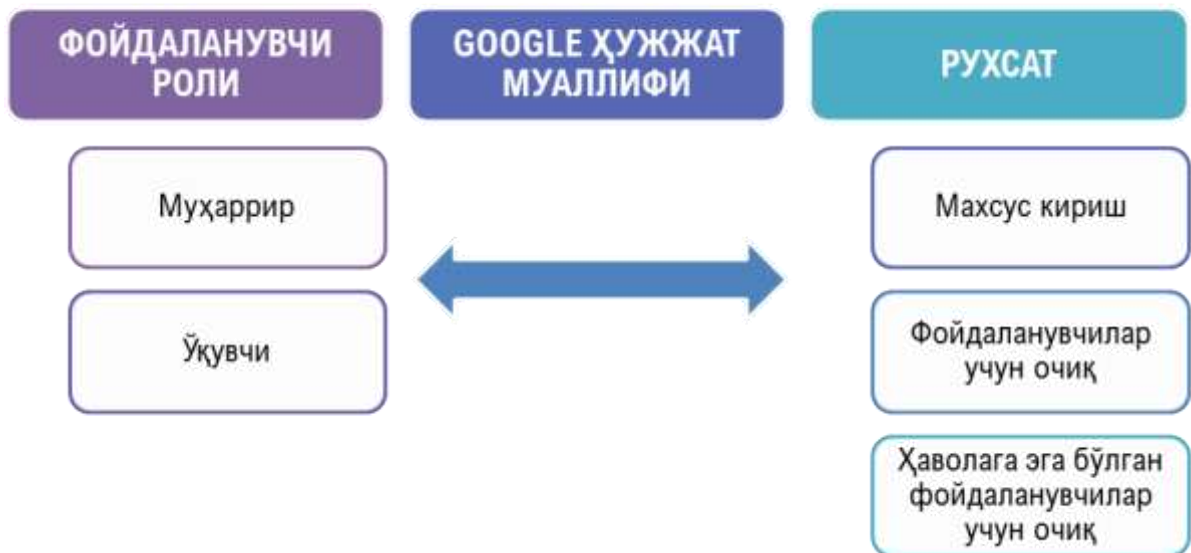 ФОЙДАЛАНУВЧИ
РОЛИ
GOOGLE ҲУЖЖАТ
МУАЛЛИФИ
РУХСАТ
Муҳаррир
Ўқувчи
Махсус кириш
Фойдаланувчилар
учун очиқ
Ҳаволага эга бўлган
фойдаланувчилар
учун очиқ